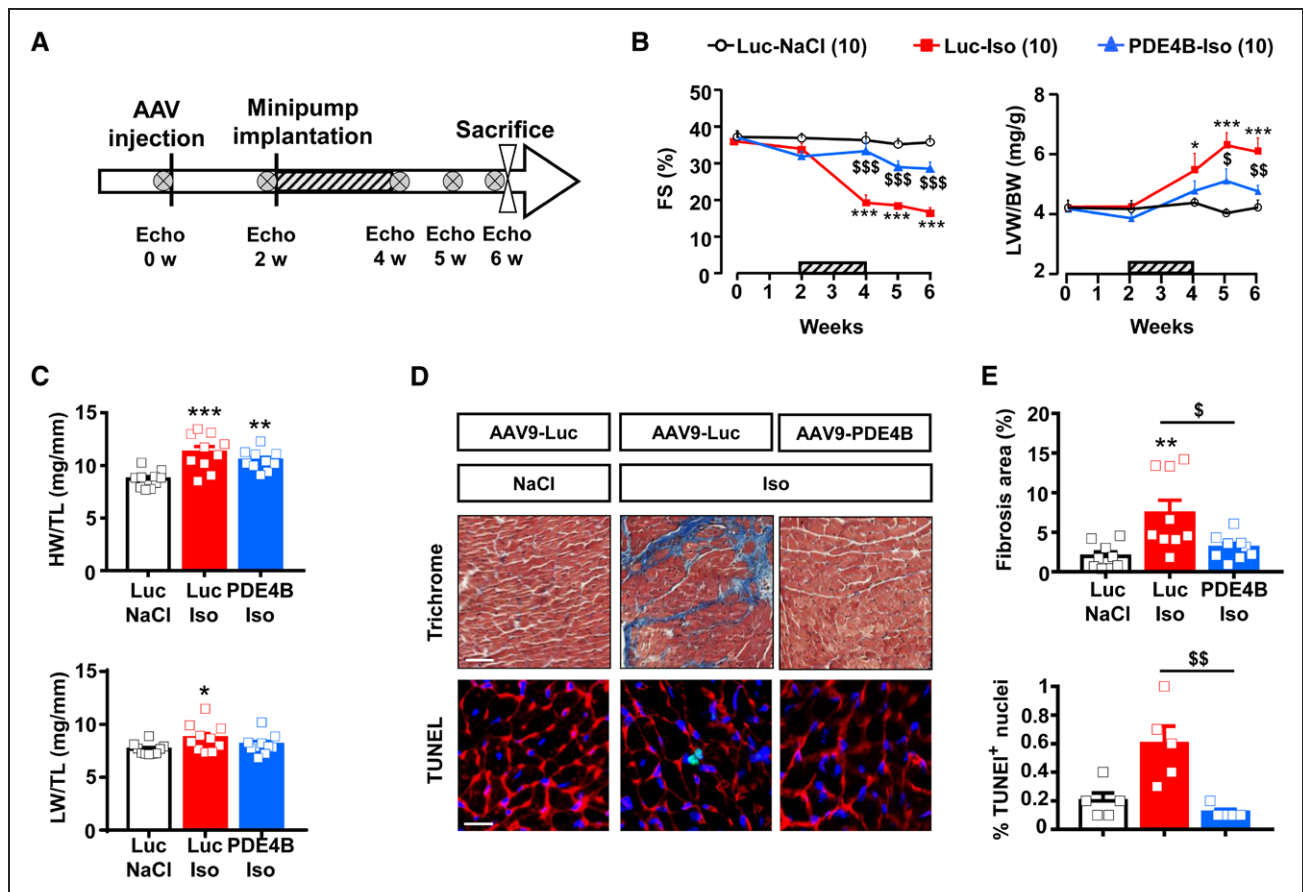 A
AAV
injection
Minipump
implantation
Sacrifice
Echo
0 w
Echo
2 w
Echo
4 w
Echo
5 w
Echo
6 w
B
Luc-NaCl (10)
Luc-Iso (10)
PDE4B-Iso (10)
FS (%)
50
40
30
20
10
0
$$$
$$$
$$$
***
***
***
0 1 2 3 4 5 6
Weeks
LVW/BW (mg/g)
8
6
4
2
*
***
***
$
$$
0 1 2 3 4 5 6
Weeks
C
HW/TL (mg/mm)
15
10
5
0
***
**
Luc
NaCl
Luc
Iso
PDE4B
Iso
LW/TL (mg/mm)
15
10
5
0
*
Luc
NaCl
Luc
Iso
PDE4B
Iso
D
AAV9-Luc
AAV9-Luc
AAV9-PDE4B
NaCl
Iso
Trichrome
TUNEL
E
Fibrosis area (%)
20
15
10
5
0
**
$
Luc
NaCl
Luc
Iso
PDE4B
Iso
% TUNEl+ nuclei
1
0.8
0.6
0.4
0.2
0
$$